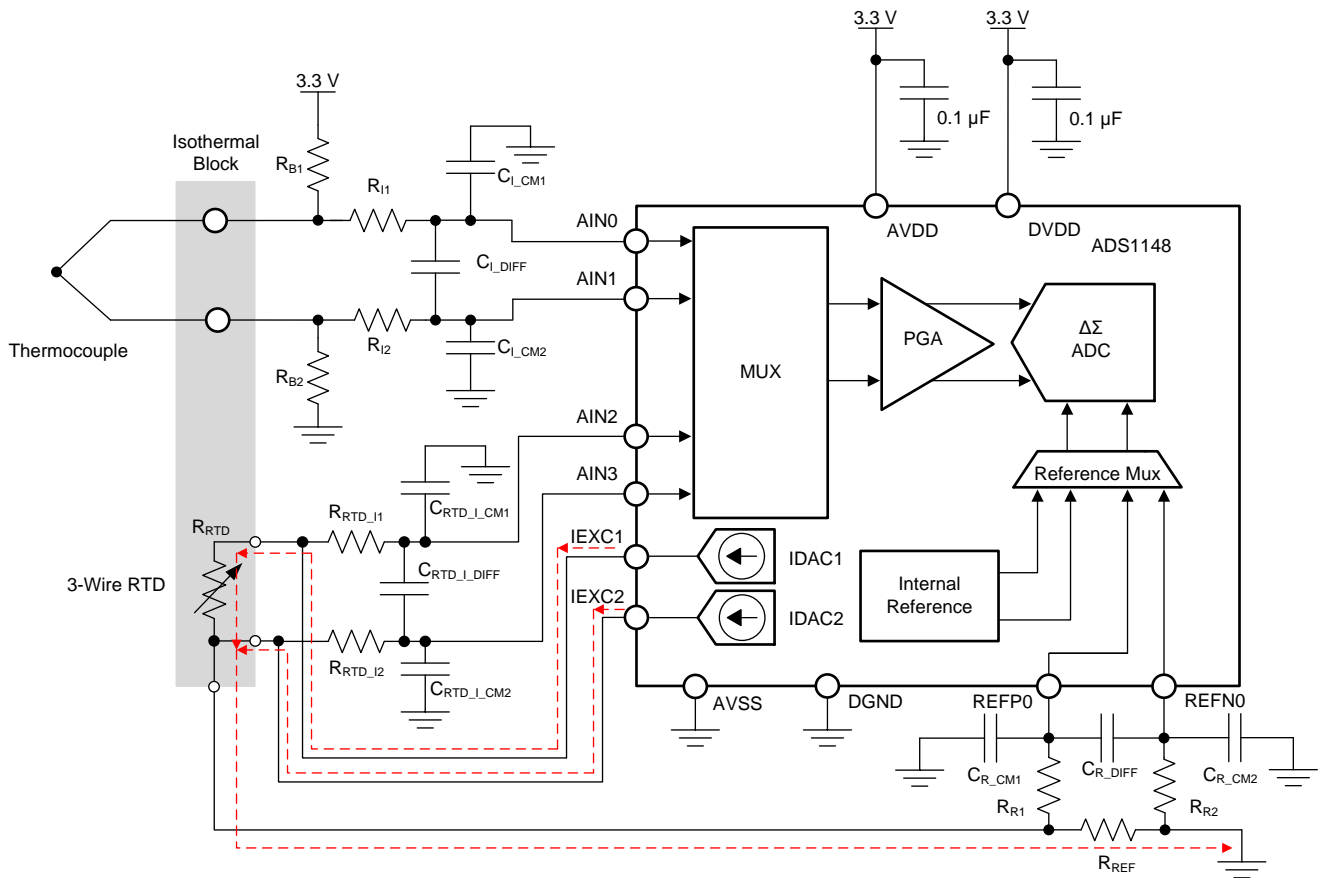 3.3 V
3.3 V
0.1 µF
0.1 µF
3.3 V
Isothermal
Block
RB1
RI1
CI_CM1
AIN0
AVDD
DVDD
ADS1148
CI_DIFF
AIN1
Thermocouple
RI2
CI_CM2
RB2
MUX
PGA
ΔΣ
ADC
AIN2
Reference Mux
AIN3
CRTD_I_CM1
RRTD
RRTD_I1
IEXC1
IDAC1
CRTD_I_DIFF
3-Wire RTD
Internal
Reference
IEXC2
IDAC2
RRTD_I2
CRTD_I_CM2
AVSS
DGND
REFP0
REFN0
CR_CM1
CR_DIFF
CR_CM2
RR1
RR2
RREF